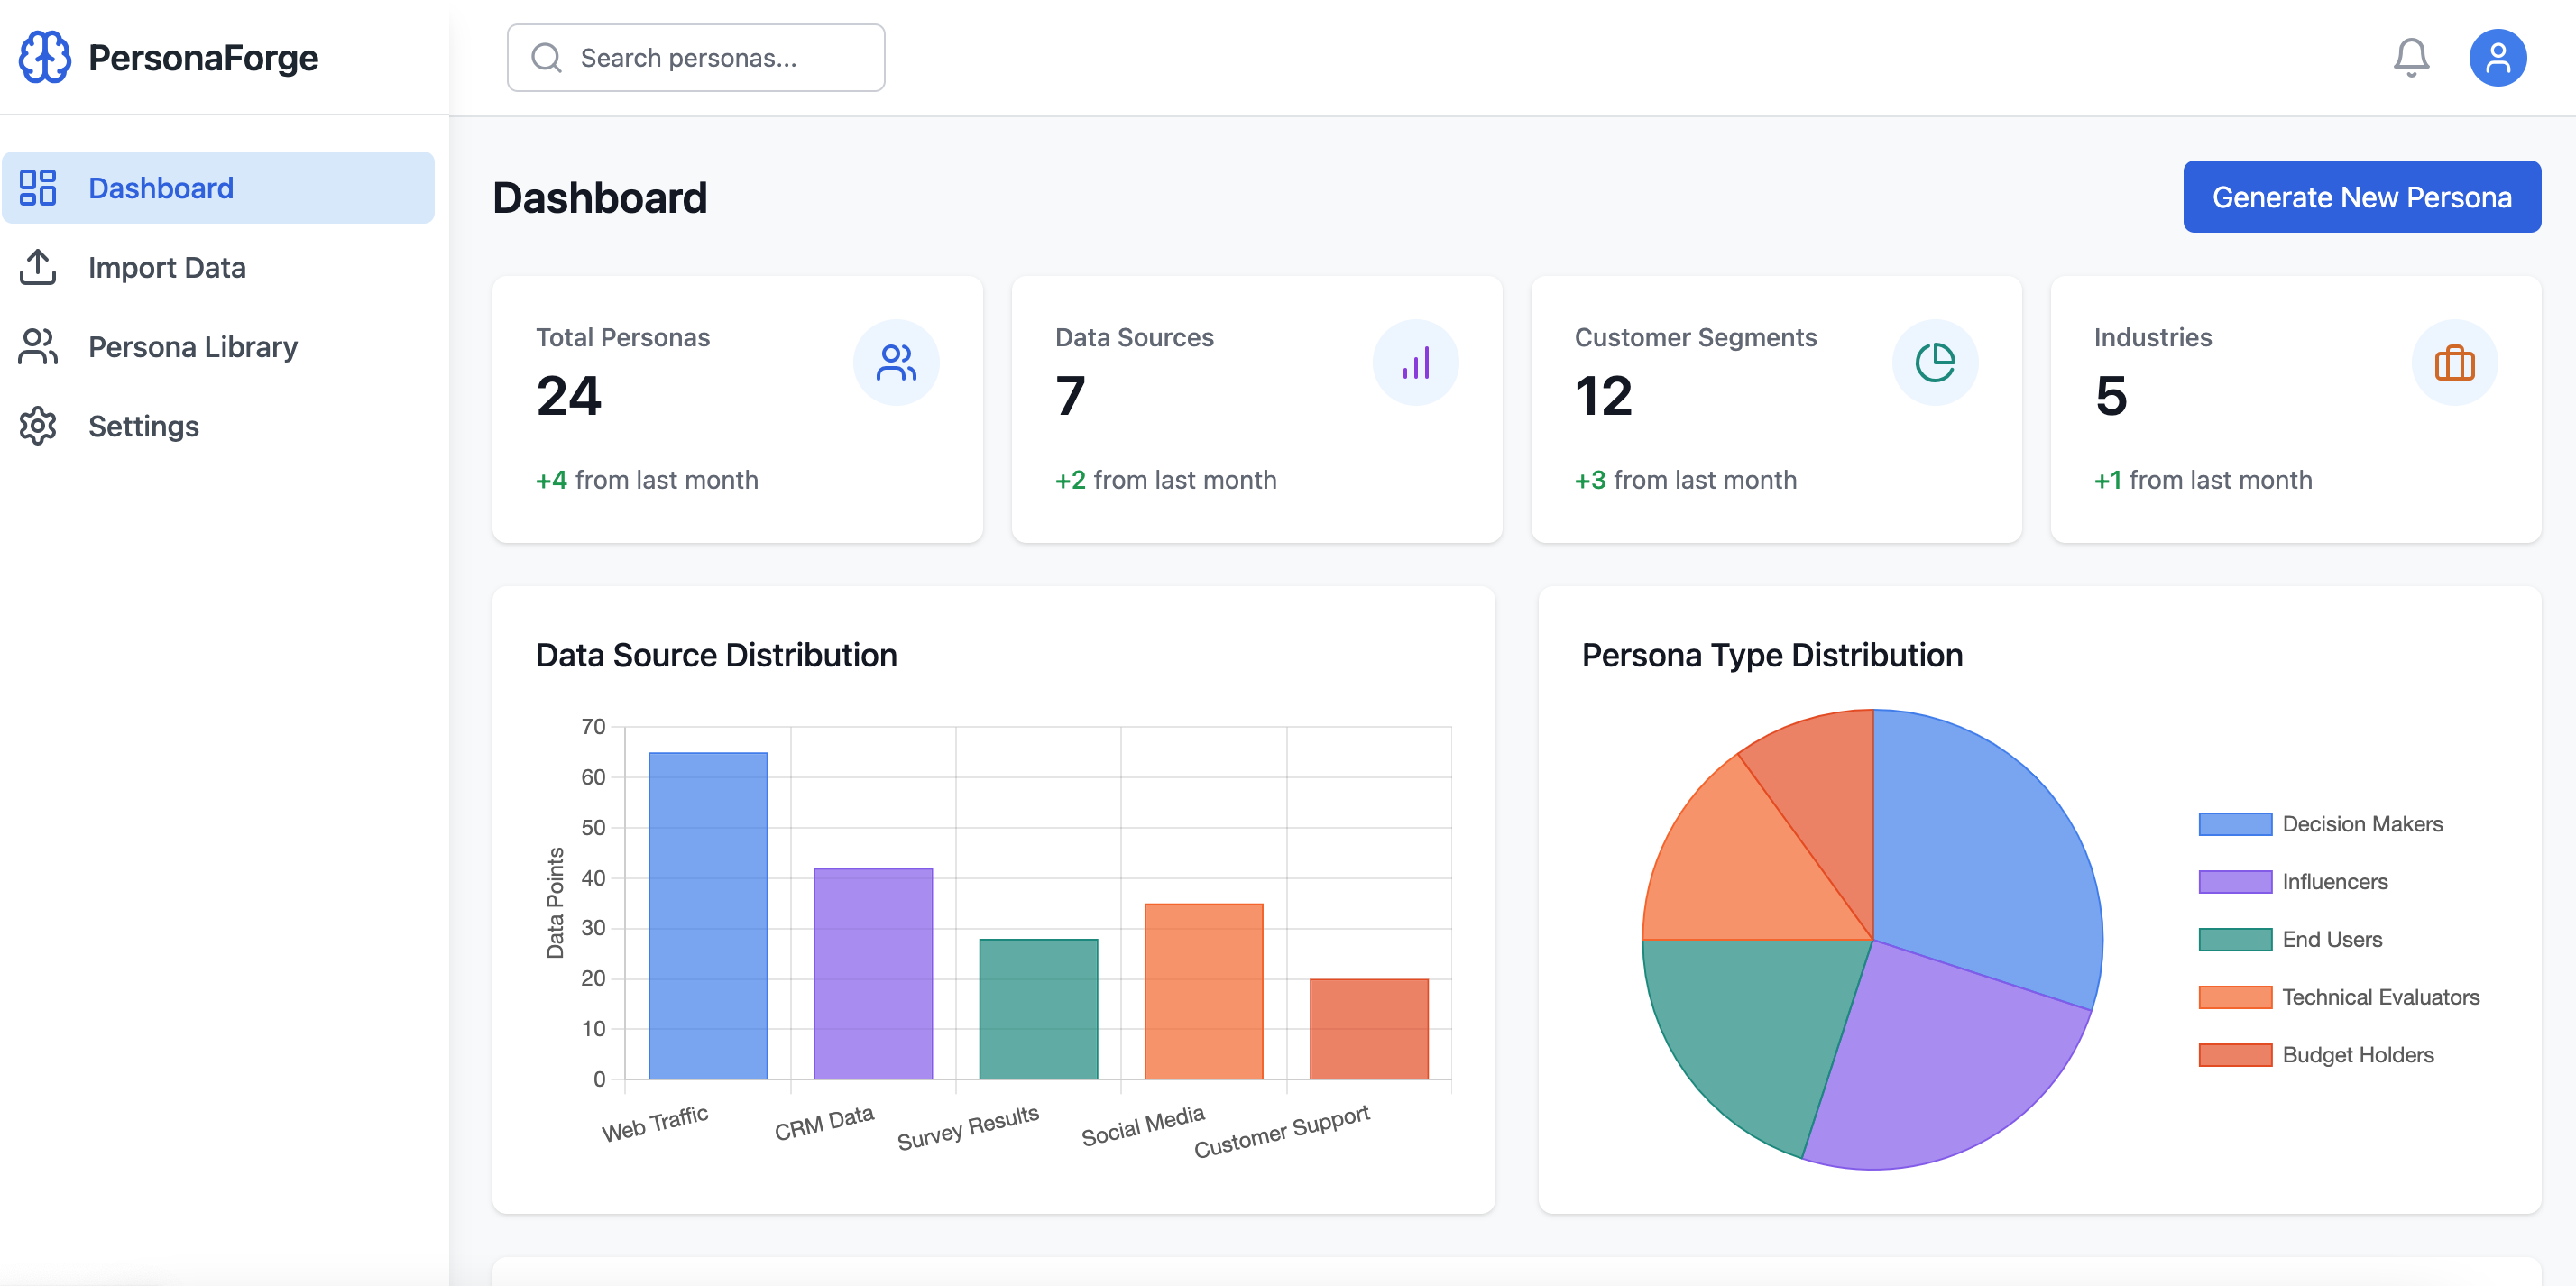 PersonaForge
Search personas...
Dashboard
Import Data
Persona Library
Settings
Dashboard
Generate New Persona
Total Personas
24
+4 from last month
Data Sources
7
+2 from last month
Customer Segments
12
+3 from last month
Industries
5
+1 from last month
Data Source Distribution
Data Points
70
60
50
40
30
20
10
0
Web Traffic
CRM Data
Survey Results
Social Media
Customer Support
Persona Type Distribution
Decision Makers
Influencers
End Users
Technical Evaluators
Budget Holders